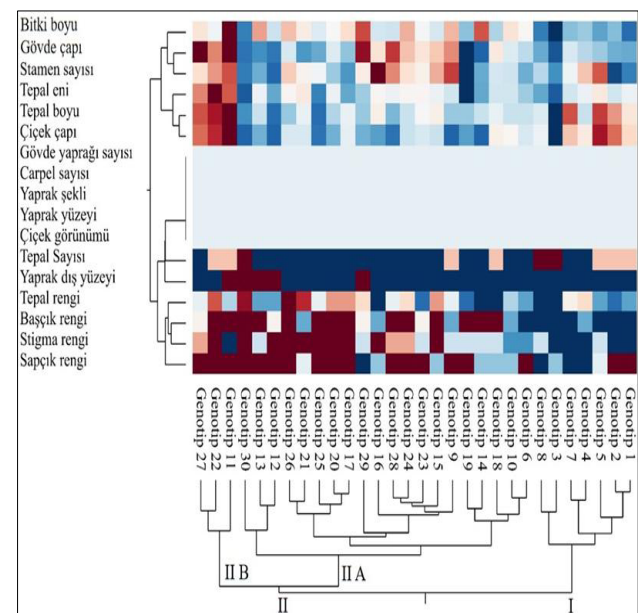 Bitki boyu
Gövde çapı
Stamen sayısı
Tepal eni
Tepal boyu
Çiçek çapı
Gövde yaprağı sayısı
Carpel sayısı
Yaprak şekli
Yaprak yüzeyi
Çiçek görünümü
Tepal Sayısı
Yaprak dış yüzeyi
Tepal rengi
Başçık rengi
Stigma rengi
Sapçık rengi
Genotip 27
Genotip 22
Genotip 11
Genotip 30
Genotip 13
Genotip 12
Genotip 26
Genotip 21
Genotip 25
Genotip 20
Genotip 17
Genotip 29
Genotip 16
Genotip 28
Genotip 24
Genotip 23
Genotip 15
Genotip 9
Genotip 19
Genotip 14
Genotip 18
Genotip 10
Genotip 6
Genotip 8
Genotip 3
Genotip 7
Genotip 4
Genotip 5
Genotip 2
Genotip 1
II B
II A
II
I